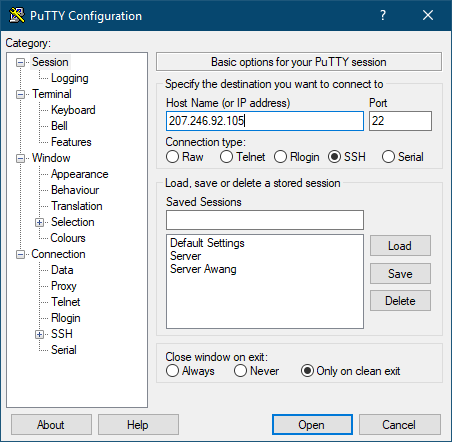 PuTTY Configuration
Category:
Session
Logging
Terminal
Keyboard
Bell
Features
Window
Appearance
Behaviour
Translation
Selection
Colours
Connection
Data
Proxy
Telnet
Rlogin
SSH
Serial
Basic options for your PuTTY session
Specify the destination you want to connect to
Host Name (or IP address) Port
207.246.92.105 22
Connection type:
Raw Telnet Rlogin SSH Serial
Load, save or delete a stored session
Saved Sessions
Default Settings
Server
Server Awang
Load
Save
Delete
Close window on exit:
Always Never Only on clean exit
About Help Open Cancel